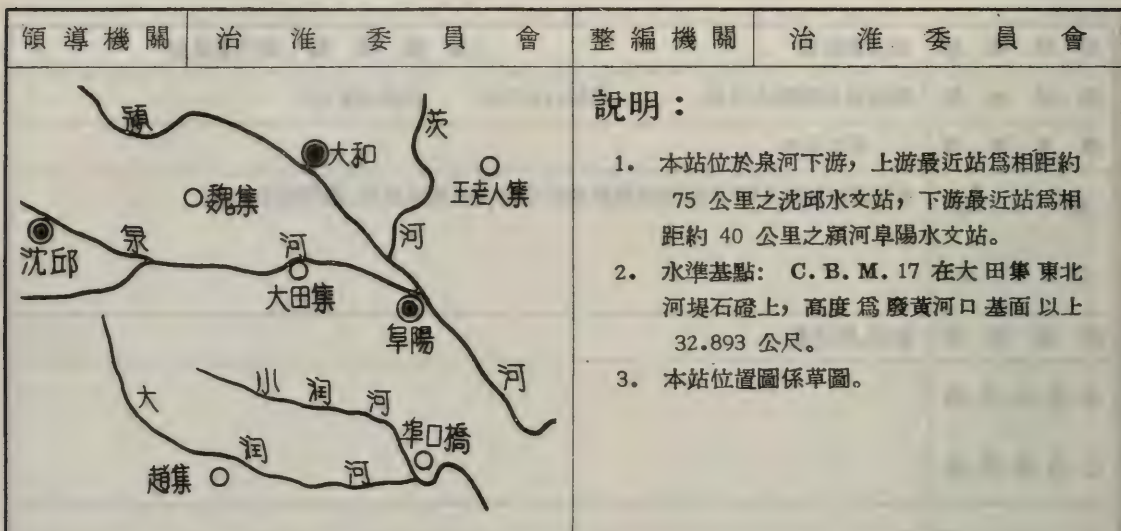 領導機關 治淮委員會 整編機關 治淮委員會
潁
茨
大和
王老人集
魏集
泉
河
河
沈邱
大田集
阜陽
河
小潤河
大潤河
埠口橋
趙集
說明：
1. 本站位於泉河下游，上游最近站爲相距約
75 公里之沈邱水文站，下游最近站爲相
距約 40 公里之潁河阜陽水文站。
2. 水準基點： C.B.M. 17 在大田集東北
河堤石磴上，高度爲廢黃河口基面以上
32.893 公尺。
3. 本站位置圖係草圖。